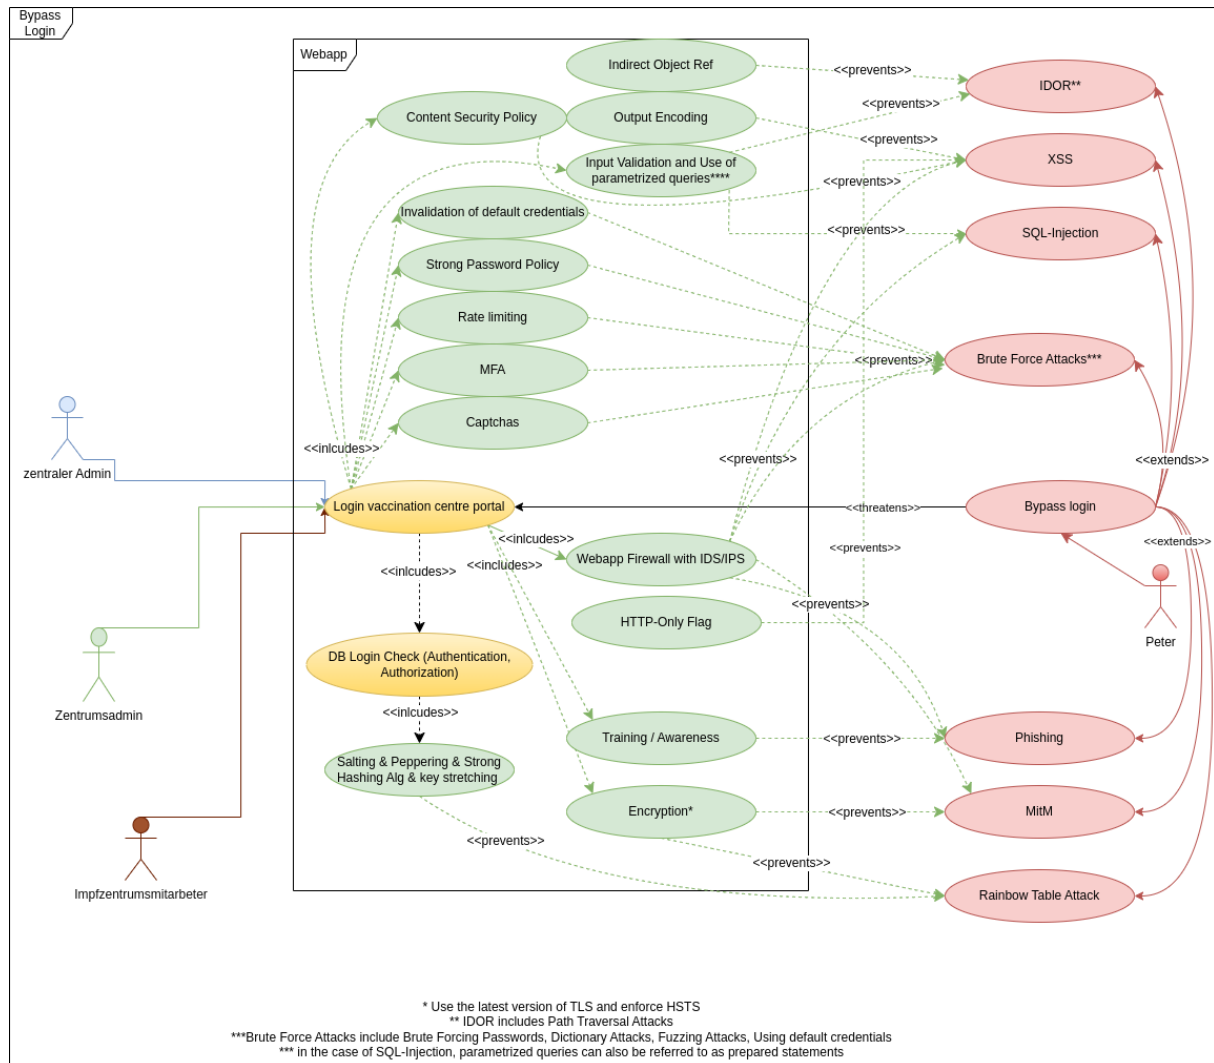 Bypass
Login
Webapp
Indirect Object Ref
<<prevents>>
IDOR**
Content Security Policy
Output Encoding
<<prevents>>
<<prevents>>
Input Validation and Use of
parametrized queries****
XSS
<<prevents>>
Invalidation of default credentials
<<prevents>>
SQL-Injection
Strong Password Policy
Rate limiting
<<prevents>>
Brute Force Attacks***
MFA
Captchas
<<inlcudes>>
<<prevents>>
<<extends>>
zentraler Admin
Login vaccination centre portal
<<threatens>>
Bypass login
<<inlcudes>>
<<includes>>
<<prevents>>
<<extends>>
Webapp Firewall with IDS/IPS
<<inlcudes>>
<<prevents>>
HTTP-Only Flag
Peter
DB Login Check (Authentication,
Authorization)
Zentrumsadmin
<<inlcudes>>
Training / Awareness
<<prevents>>
Phishing
Salting & Peppering & Strong
Hashing Alg & key stretching
Encryption*
<<prevents>>
MitM
<<prevents>>
<<prevents>>
Impfzentrumsmitarbeter
Rainbow Table Attack
* Use the latest version of TLS and enforce HSTS
** IDOR includes Path Traversal Attacks
***Brute Force Attacks include Brute Forcing Passwords, Dictionary Attacks, Fuzzing Attacks, Using default credentials
*** in the case of SQL-Injection, parametrized queries can also be referred to as prepared statements